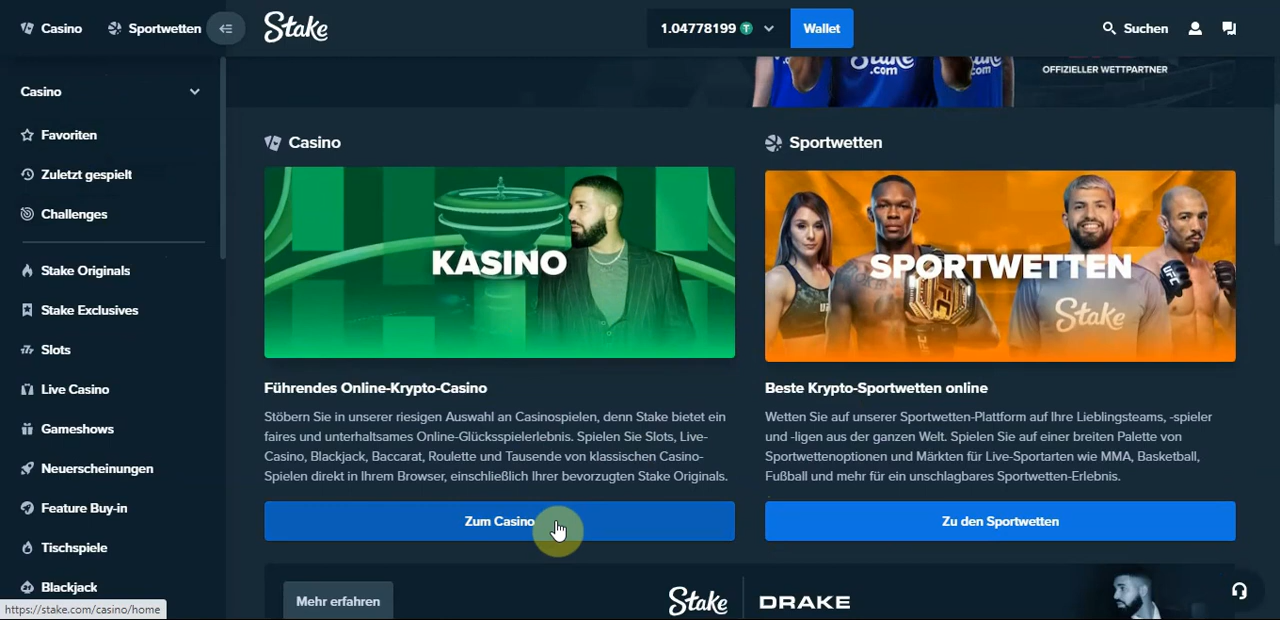 Casino
Sportwetten
Stake
1.04778199
Wallet
Suchen
Casino
Favoriten
Zuletzt gespielt
Challenges
Stake Originals
Stake Exclusives
Slots
Live Casino
Gameshows
Neuerscheinungen
Feature Buy-in
Tischspiele
Blackjack
https://stake.com/casino/home
Stake
.com
.com
OFFIZIELLER WETTPARTNER
Casino
KASINO
Führendes Online-Krypto-Casino
Stöbern Sie in unserer riesigen Auswahl an Casinospielen, denn Stake bietet ein
faires und unterhaltsames Online-Glücksspielerlebnis. Spielen Sie Slots, Live-
Casino, Blackjack, Baccarat, Roulette und Tausende von klassischen Casino-
Spielen direkt in Ihrem Browser, einschließlich Ihrer bevorzugten Stake Originals.
Zum Casino
Sportwetten
SPORTWETTEN
UFC
Stake
Beste Krypto-Sportwetten online
Wetten Sie auf unserer Sportwetten-Plattform auf Ihre Lieblingsteams, -spieler
und -ligen aus der ganzen Welt. Spielen Sie auf einer breiten Palette von
Sportwettenoptionen und Märkten für Live-Sportarten wie MMA, Basketball,
Fußball und mehr für ein unschlagbares Sportwetten-Erlebnis.
Zu den Sportwetten
Mehr erfahren
Stake
DRAKE